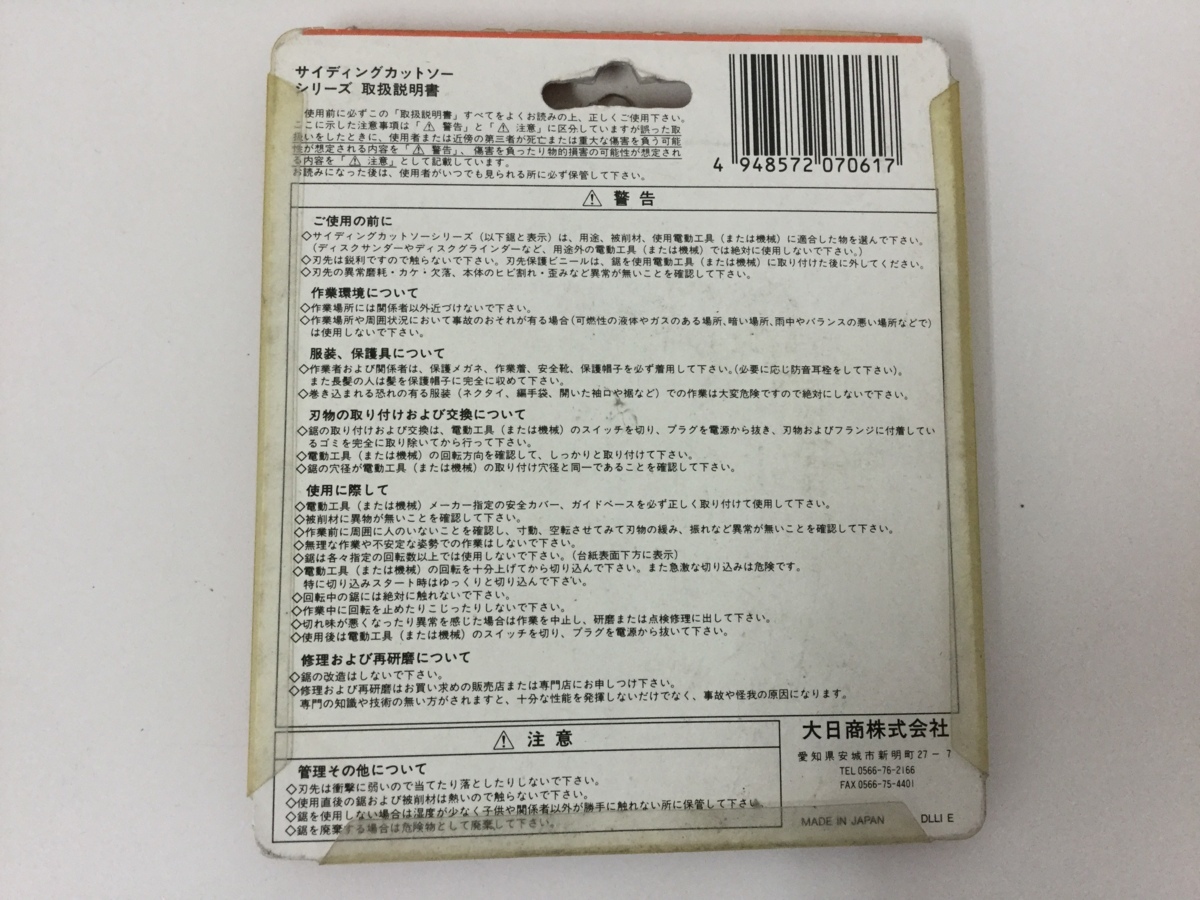 サイディングカットソー
シリーズ 取扱説明書
使用前に必ずこの「取扱説明書」すべてをよくお読みの上、正しくご使用下さい。
ここに示した注意事項は「⚠ 警告」と「⚠ 注意」に区分していますが誤った取
扱いをしたときに、使用者または近傍の第三者が死亡または重大な傷害を負う可能
性が想定される内容を「⚠ 警告」、傷害を負ったり物的損害の可能性が想定され
る内容を「⚠ 注意」として記載しています。
お読みになった後は、使用者がいつでも見られる所に必ず保管して下さい。
4 948572 070617
⚠ 警告
ご使用の前に
◇サイディングカットソーシリーズ(以下鋸と表示)は、用途、被削材、使用電動工具(または機械)に適合した物を選んで下さい。
(ディスクサンダーやディスクグラインダーなど、用途外の電動工具(または機械)では絶対に使用しないで下さい。)
◇刃先は鋭利ですので触らないで下さい。刃先保護ビニールは、鋸を使用電動工具(または機械)に取り付けた後に外してください。
◇刃先の異常磨耗・カケ・欠落、本体のヒビ割れ・歪みなど異常が無いことを確認して下さい。
作業環境について
◇作業場所には関係者以外近づけないで下さい。
◇作業場所や周囲状況において事故のおそれが有る場合(可燃性の液体やガスのある場所、暗い場所、雨中やバランスの悪い場所などで)
は使用しないで下さい。
服装、保護具について
◇作業者および関係者は、保護メガネ、作業着、安全靴、保護帽子を必ず着用して下さい。(必要に応じ防音耳栓をして下さい)。
また長髪の人は髪を保護帽子に完全に収めて下さい。
◇巻き込まれる恐れの有る服装(ネクタイ、編手袋、開いた袖口や裾など)での作業は大変危険ですので絶対にしないで下さい。
刃物の取り付けおよび交換について
◇鋸の取り付けおよび交換は、電動工具(または機械)のスイッチを切り、プラグを電源から抜き、刃物およびフランジに付着してい
るゴミを完全に取り除いてから行って下さい。
◇電動工具(または機械)の回転方向を確認して、しっかりと取り付けて下さい。
◇鋸の穴径が電動工具(または機械)の取り付け穴径と同一であることを確認して下さい。
使用に際して
◇電動工具(または機械)メーカー指定の安全カバー、ガイドベースを必ず正しく取り付けて使用して下さい。
◇被削材に異物が無いことを確認して下さい。
◇作業前に周囲に人のいないことを確認し、寸動、空転させてみて刃物の緩み、振れなど異常が無いことを確認して下さい。
◇無理な作業や不安定な姿勢での作業はしないで下さい。
◇鋸は各々指定の回転数以上では使用しないで下さい。(台紙表面下方に表示)
◇電動工具(または機械)の回転を十分上げてから切り込んで下さい。また急激な切り込みは危険です。
特に切り込みスタート時はゆっくりと切り込んで下さい。
◇回転中の鋸には絶対に触れないで下さい。
◇作業中に回転を止めたりこじったりしないで下さい。
◇切れ味が悪くなったり異常を感じた場合は作業を中止し、研磨または点検修理に出して下さい。
◇使用後は電動工具(または機械)のスイッチを切り、プラグを電源から抜いて下さい。
修理および再研磨について
◇鋸の改造はしないで下さい。
◇修理および再研磨はお買い求めの販売店または専門店にお申しつけ下さい。
専門の知識や技術の無い方がされますと、十分な性能を発揮しないだけでなく、事故や怪我の原因になります。
⚠ 注意
管理その他について
◇刃先は衝撃に弱いので当てたり落としたりしないで下さい。
◇使用直後の鋸および被削材は熱いので触らないで下さい。
◇鋸を使用しない場合は湿度が少なく子供や関係者以外が勝手に触れない所に保管して下さい。
◇鋸を廃棄する場合は危険物として廃棄して下さい。
大日商株式会社
愛知県安城市新明町27-7
TEL 0566-76-2166
FAX 0566-75-4401
MADE IN JAPAN DLLI E